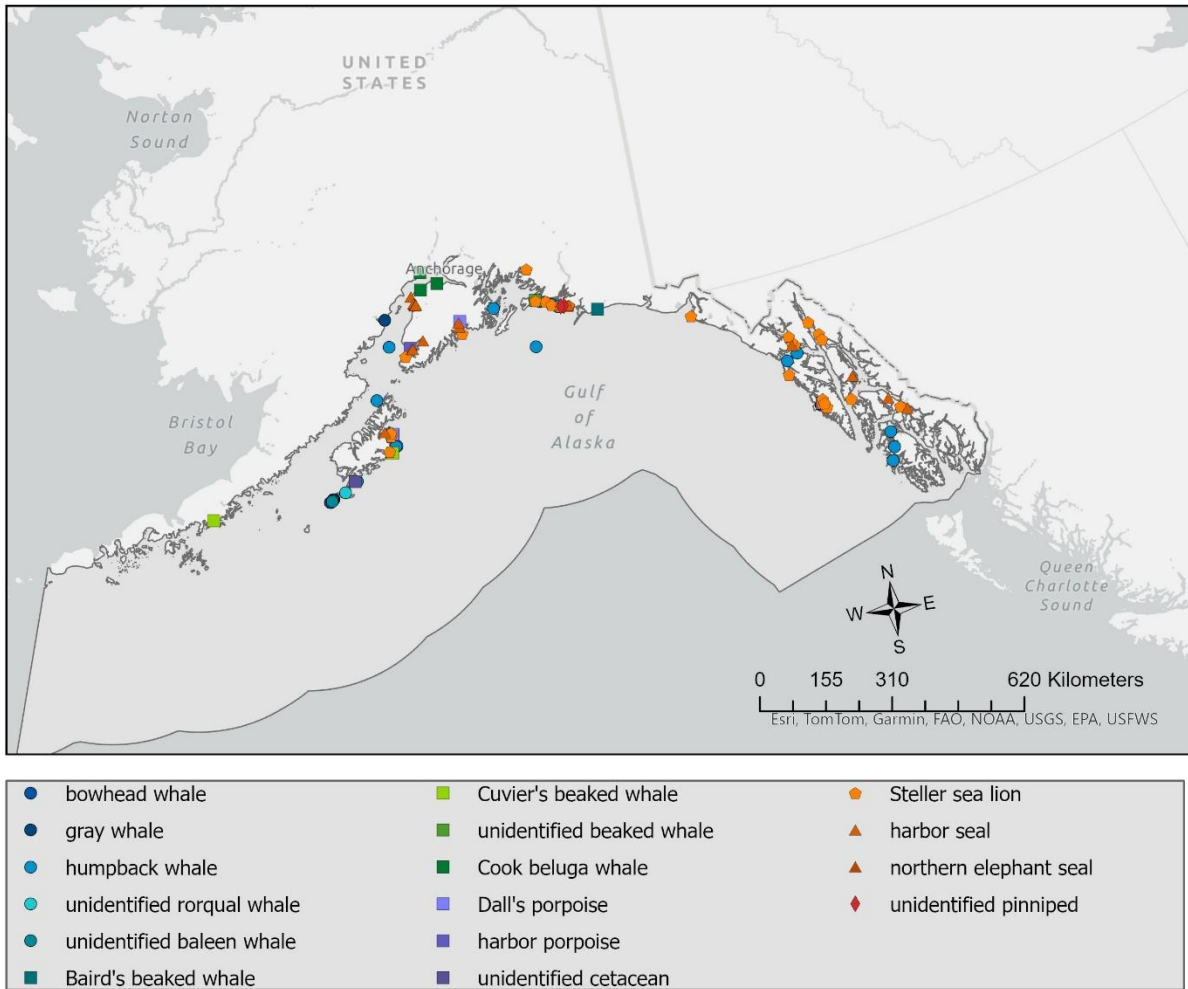 UNITED
STATES
Norton
Sound
Anchorage
Bristol
Bay
Gulf
of
Alaska
Queen
Charlotte
Sound
N
W E
S
0 155 310 620 Kilometers
Esri, TomTom, Garmin, FAO, NOAA, USGS, EPA, USFWS
bowhead whale
gray whale
humpback whale
unidentified rorqual whale
unidentified baleen whale
Baird's beaked whale
Cuvier's beaked whale
unidentified beaked whale
Cook beluga whale
Dall's porpoise
harbor porpoise
unidentified cetacean
Steller sea lion
harbor seal
northern elephant seal
unidentified pinniped